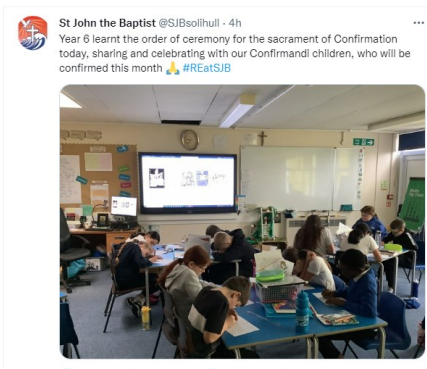 St John the Baptist @SJBsolihull · 4h
Year 6 learnt the order of ceremony for the sacrament of Confirmation
today, sharing and celebrating with our Confirmandi children, who will be
confirmed this month 🙏 #REatSJB